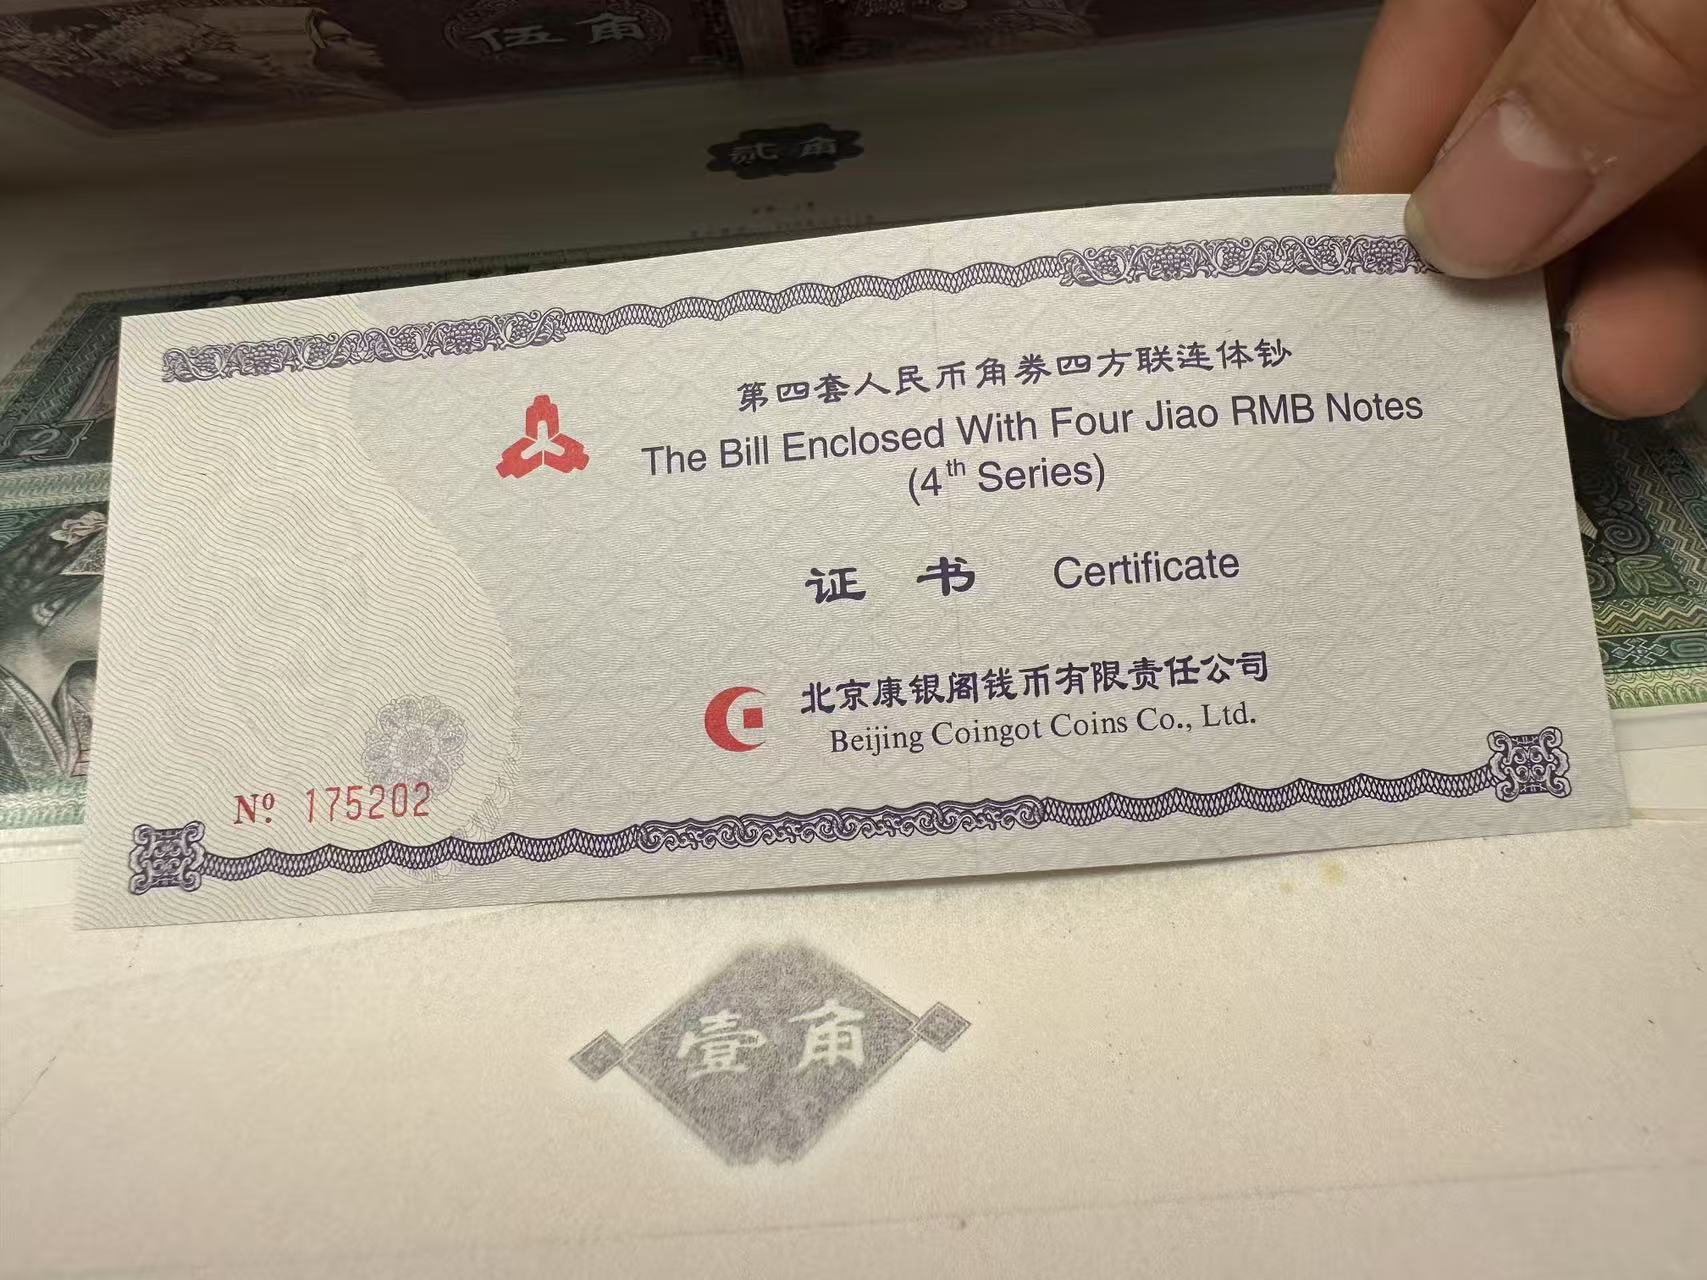 伍角
贰角
2
第四套人民币角券四方联连体钞
The Bill Enclosed With Four Jiao RMB Notes
(4th Series)
证书 Certificate
北京康银阁钱币有限责任公司
Beijing Coingot Coins Co., Ltd.
Nº 175202
壹角